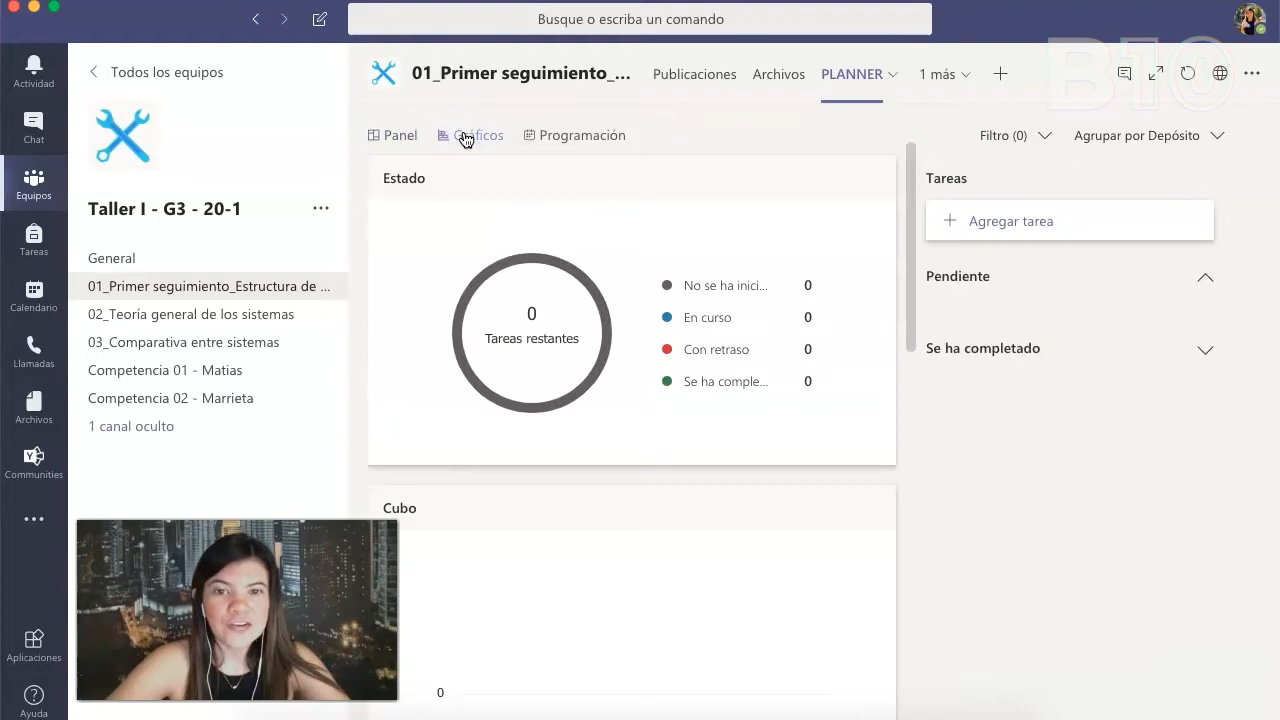 Busque o escriba un comando
B10
Actividad
Chat
Equipos
Tareas
Calendario
Llamadas
Archivos
Communities
Aplicaciones
Ayuda
Todos los equipos
Taller I - G3 - 20-1
General
01_Primer seguimiento_Estructura de ...
02_Teoría general de los sistemas
03_Comparativa entre sistemas
Competencia 01 - Matias
Competencia 02 - Marrieta
1 canal oculto
01_Primer seguimiento_...
Publicaciones
Archivos
PLANNER
1 más
Panel
Gráficos
Programación
Filtro (0)
Agrupar por Depósito
Estado
0
Tareas restantes
No se ha inici... 0
En curso 0
Con retraso 0
Se ha comple... 0
Cubo
0
Tareas
Agregar tarea
Pendiente
Se ha completado